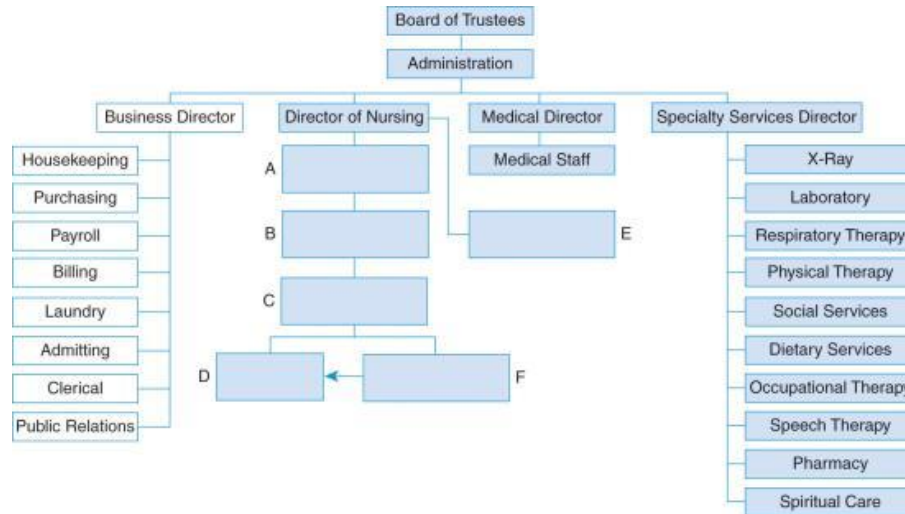 Board of Trustees
Administration
Business Director
Director of Nursing
Medical Director
Specialty Services Director
Housekeeping
Purchasing
Payroll
Billing
Laundry
Admitting
Clerical
Public Relations
A
B
C
D
F
E
Medical Staff
X-Ray
Laboratory
Respiratory Therapy
Physical Therapy
Social Services
Dietary Services
Occupational Therapy
Speech Therapy
Pharmacy
Spiritual Care